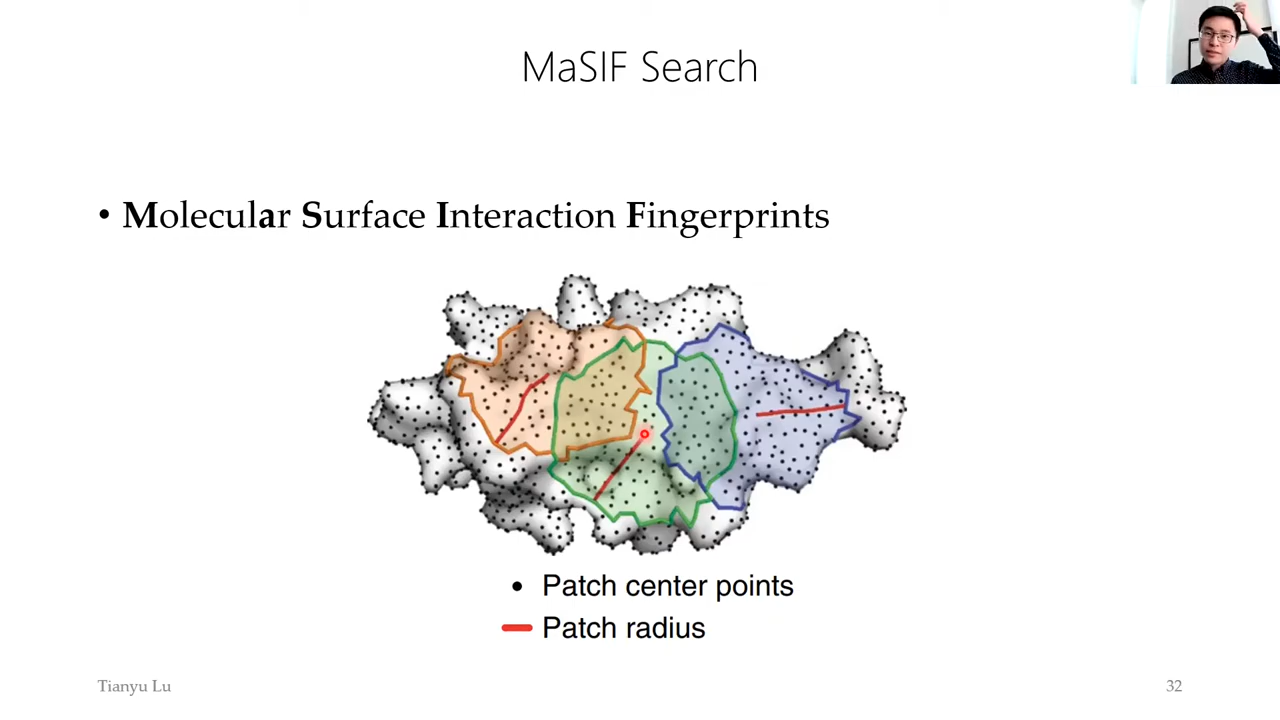 MaSIF Search
• Molecular Surface Interaction Fingerprints
Patch center points
Patch radius
Tianyu Lu
32